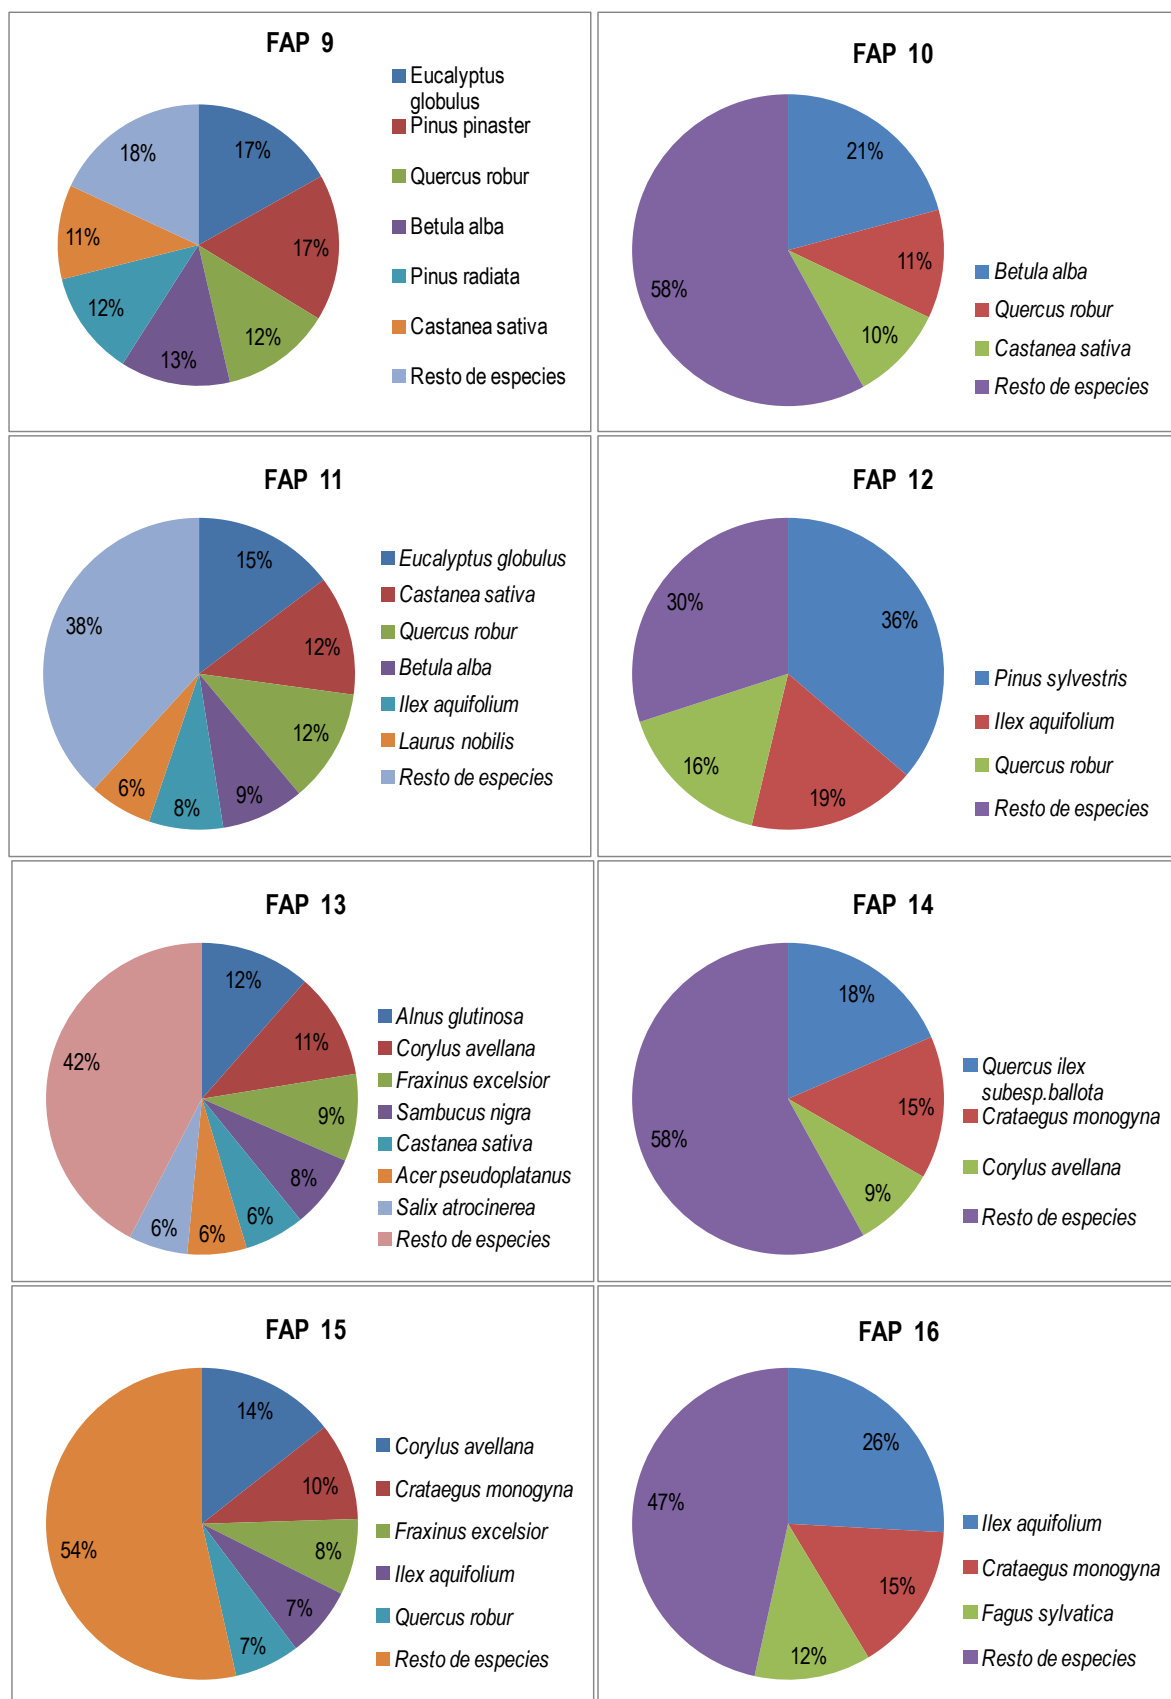 FAP 9
Eucalyptus
globulus
Pinus pinaster
Quercus robur
Betula alba
Pinus radiata
Castanea sativa
Resto de especies
17%
17%
12%
13%
12%
11%
18%
FAP 10
21%
11%
10%
58%
Betula alba
Quercus robur
Castanea sativa
Resto de especies
FAP 11
15%
12%
12%
9%
8%
6%
38%
Eucalyptus globulus
Castanea sativa
Quercus robur
Betula alba
Ilex aquifolium
Laurus nobilis
Resto de especies
FAP 12
36%
19%
16%
30%
Pinus sylvestris
Ilex aquifolium
Quercus robur
Resto de especies
FAP 13
12%
11%
9%
8%
6%
6%
6%
42%
Alnus glutinosa
Corylus avellana
Fraxinus excelsior
Sambucus nigra
Castanea sativa
Acer pseudoplatanus
Salix atrocinerea
Resto de especies
FAP 14
18%
15%
9%
58%
Quercus ilex
subesp.ballota
Crataegus monogyna
Corylus avellana
Resto de especies
FAP 15
14%
10%
8%
7%
7%
54%
Corylus avellana
Crataegus monogyna
Fraxinus excelsior
Ilex aquifolium
Quercus robur
Resto de especies
FAP 16
26%
15%
12%
47%
Ilex aquifolium
Crataegus monogyna
Fagus sylvatica
Resto de especies